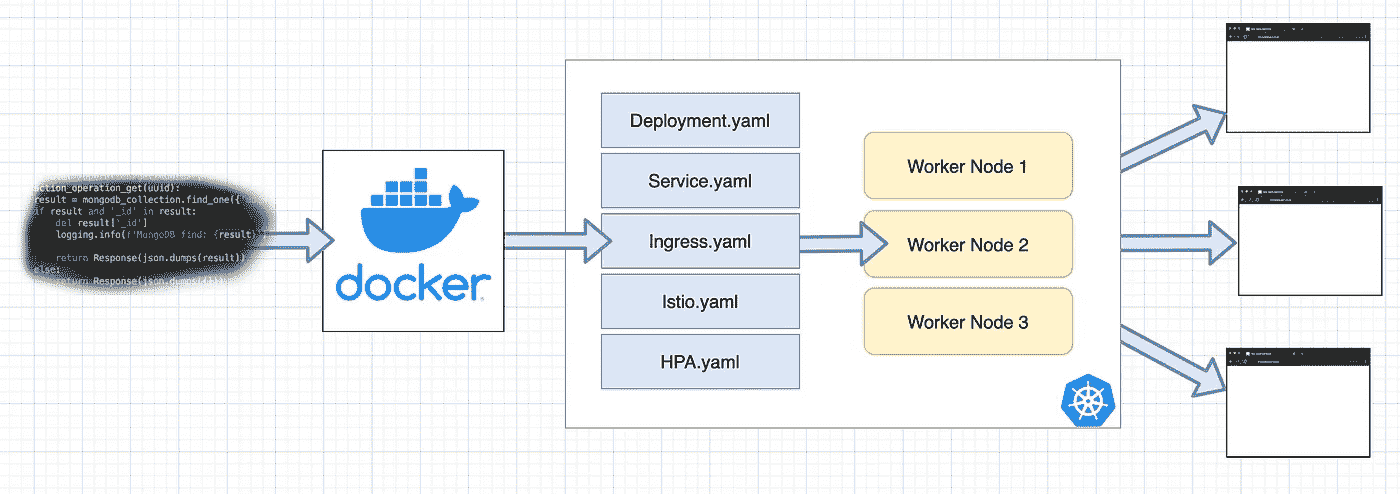 ction_operation_get(uuid):
result = mongodb_collection.find_one({'
if result and '_id' in result:
del result['_id']
logging.info(f'MongoDB find: {result}
return Response(json.dumps(result))
else:
return Response(json.dumps(
docker
Deployment.yaml
Service.yaml
Ingress.yaml
Istio.yaml
HPA.yaml
Worker Node 1
Worker Node 2
Worker Node 3